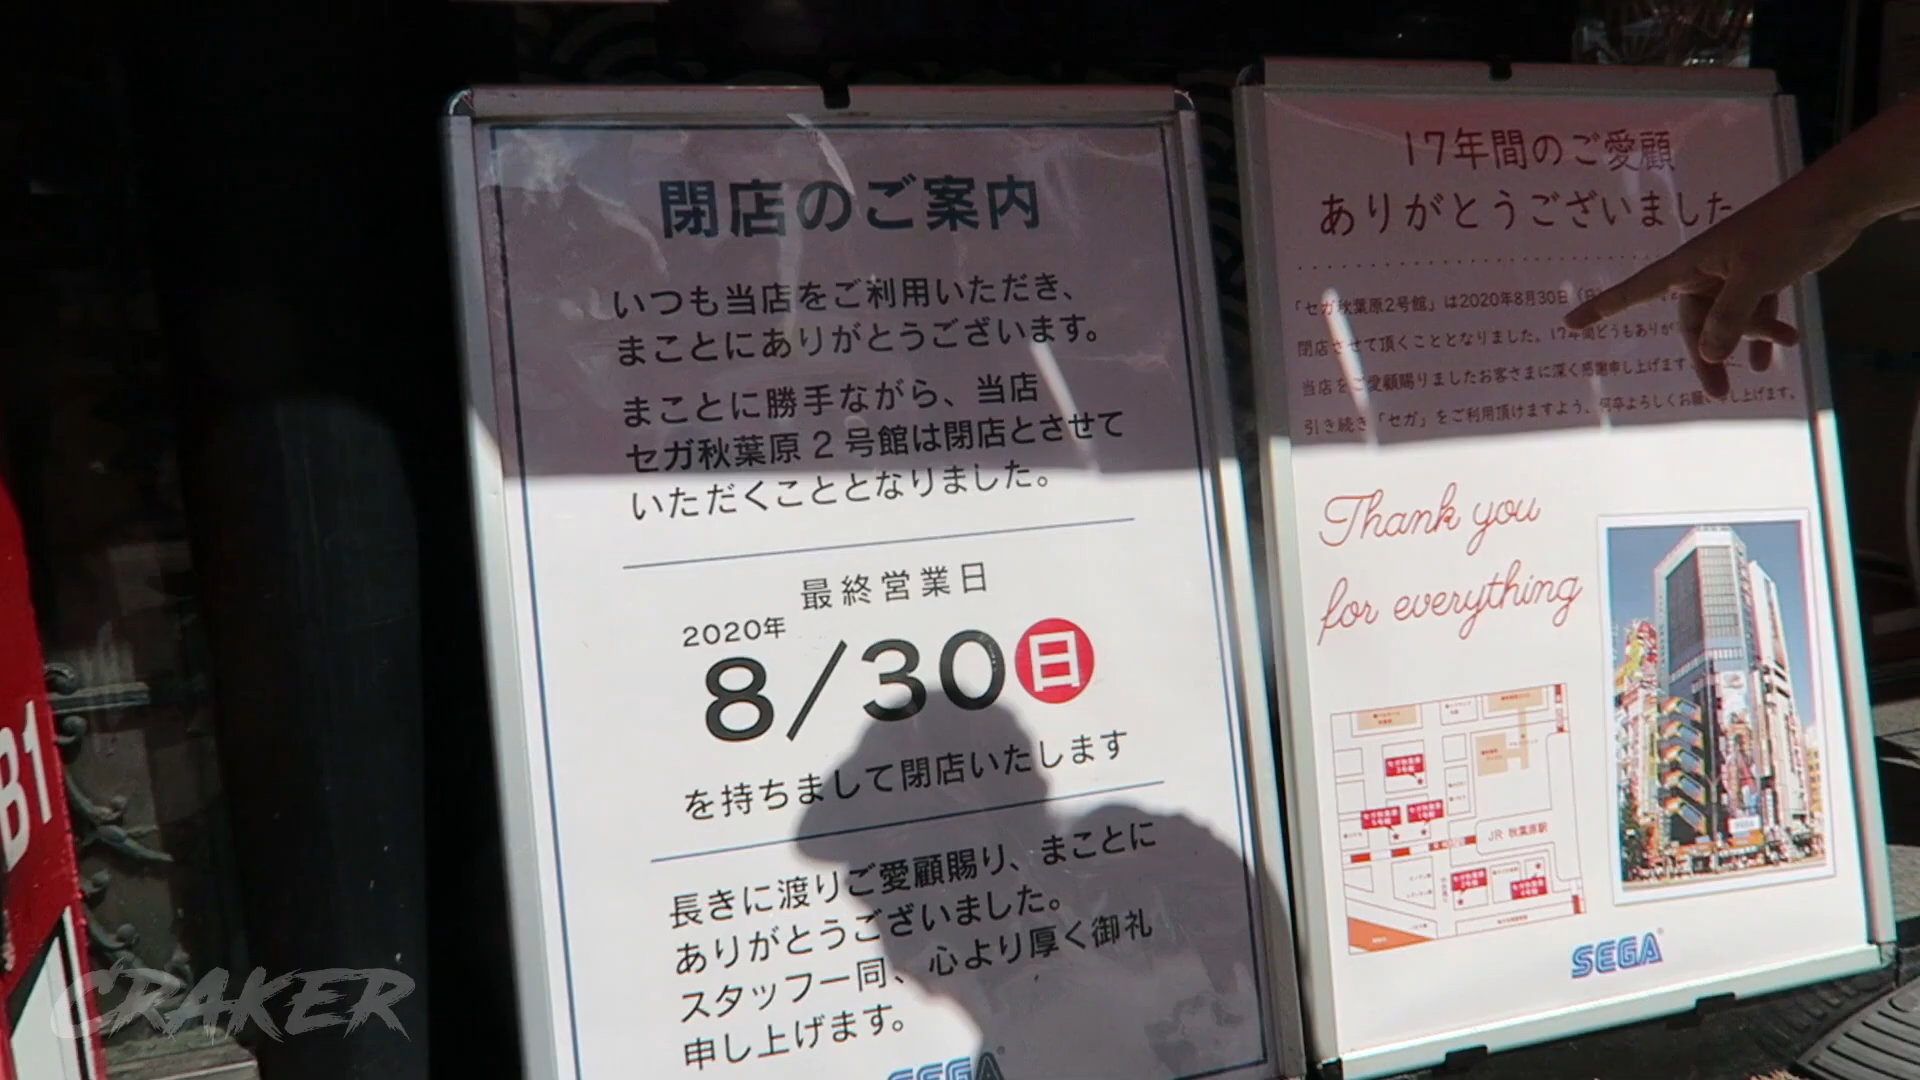 閉店のご案内
いつも当店をご利用いただき、
まことにありがとうございます。
まことに勝手ながら、当店
セガ秋葉原2号館は閉店とさせて
いただくこととなりました。
最終営業日
2020年
8/30日
を持ちまして閉店いたします
長きに渡りご愛顧賜り、まことに
ありがとうございました。
スタッフ一同、心より厚く御礼
申し上げます。
SEGA
17年間のご愛顧
ありがとうございました
「セガ秋葉原2号館」は2020年8月30日
閉店させて頂くこととなりました。17年間どうもありが
当店をご愛顧賜りましたお客さまに深く感謝申し上げます
引き続き「セガ」をご利用頂けますよう、何卒よろしくお願い申し上げます。
Thank you
for everything
JR 秋葉原駅
SEGA
B1
CRAKER